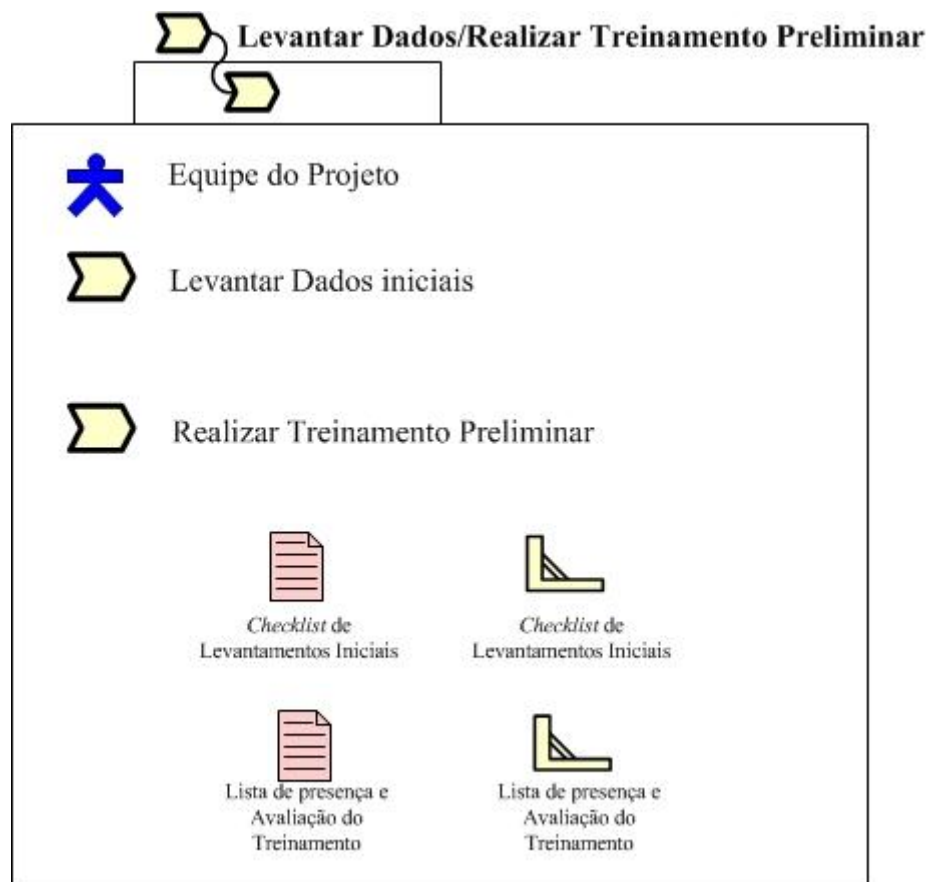 Levantar Dados/Realizar Treinamento Preliminar
Equipe do Projeto
Levantar Dados iniciais
Realizar Treinamento Preliminar
Checklist de
Levantamentos Iniciais
Checklist de
Levantamentos Iniciais
Lista de presença e
Avaliação do
Treinamento
Lista de presença e
Avaliação do
Treinamento